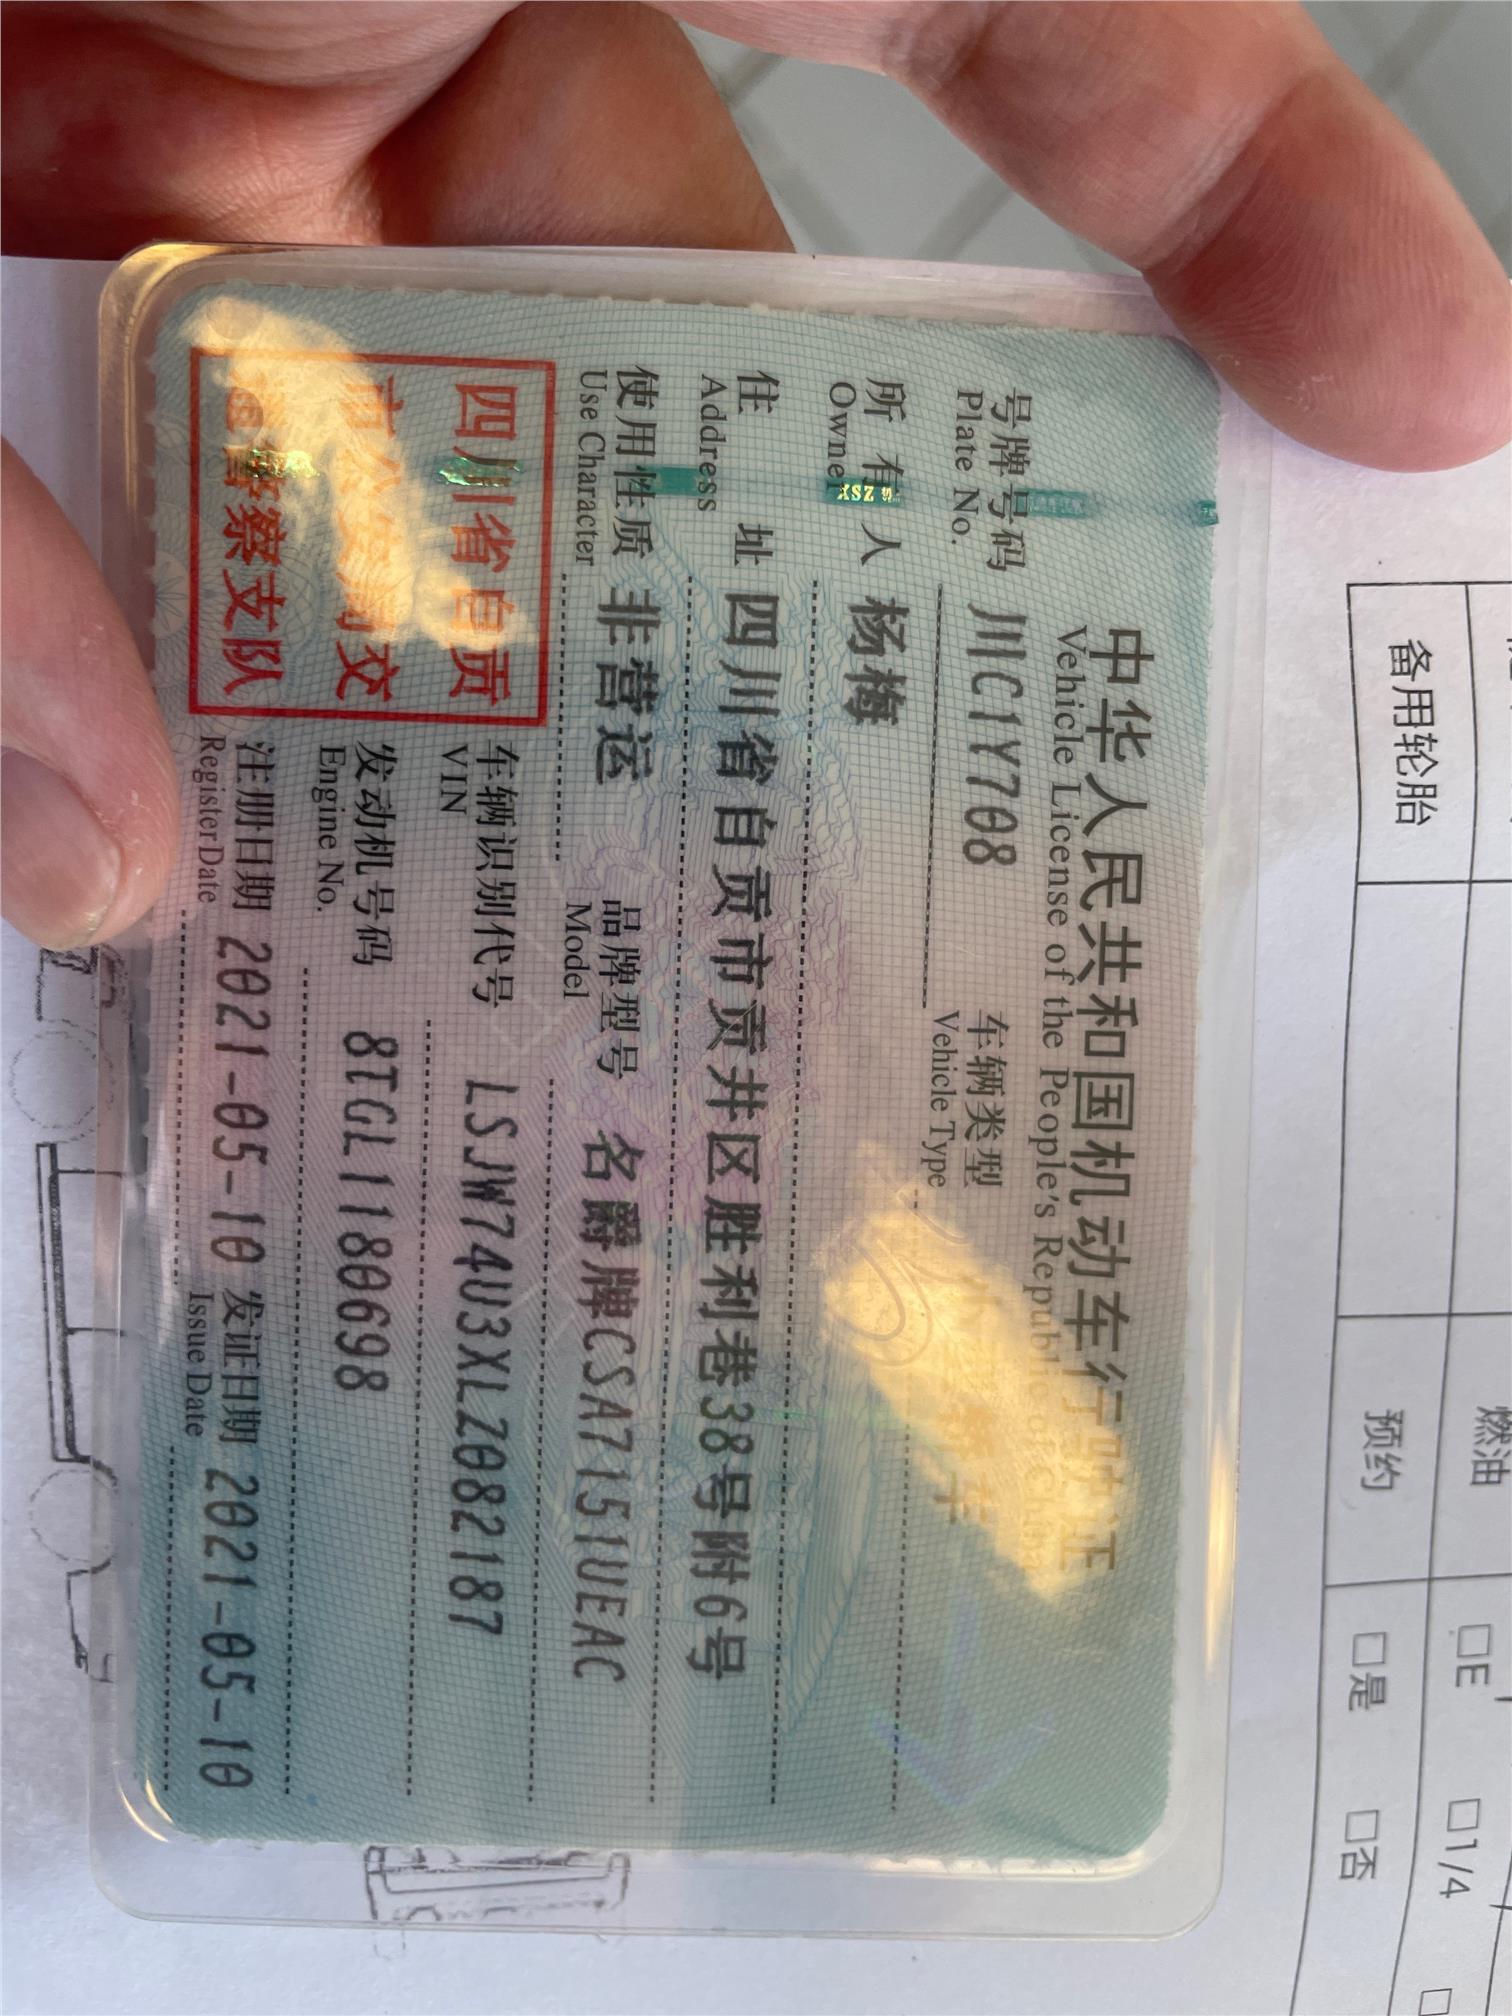 中华人民共和国机动车行驶证
Vehicle License of the People's Republic of China
号牌号码 川C1Y708 车辆类型 小型轿车
Plate No. Vehicle Type
所有人 杨梅
Owner
住址 四川省自贡市贡井区胜利巷38号附6号
Address
使用性质 非营运 品牌型号 名爵牌CSA7151UEAC
Use Character Model
四川省自贡
市公安局交
通警察支队
车辆识别代号 LSJW74U3XLZ082187
VIN
发动机号码 8TGL1180698
Engine No.
注册日期 2021-05-10 发证日期 2021-05-10
Register Date Issue Date
燃油 □E □1/4
备用轮胎 预约 □是 □否